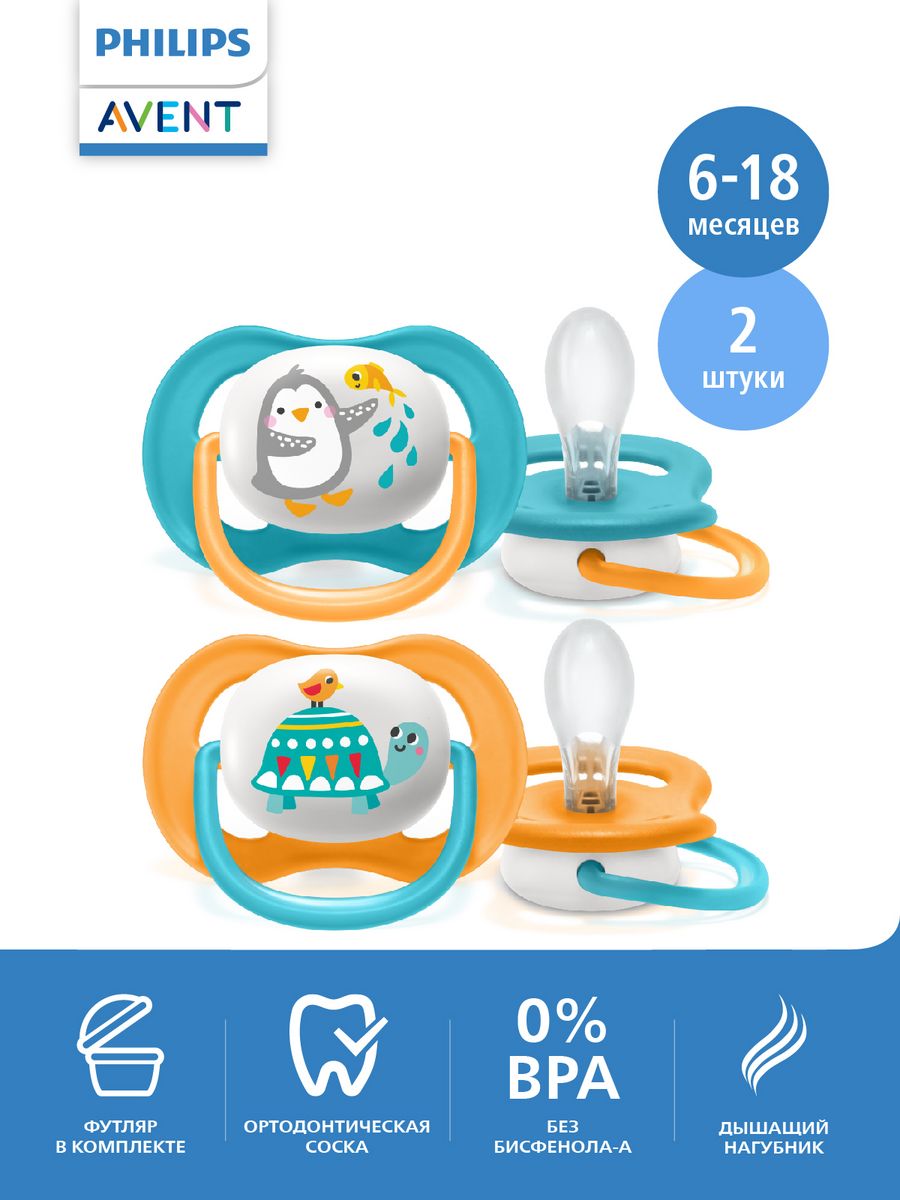 PHILIPS
AVENT
6-18
месяцев
2
штуки
ФУТЛЯР
В КОМПЛЕКТЕ
ОРТОДОНТИЧЕСКАЯ
СОСКА
0%
BPA
БЕЗ
БИСФЕНОЛА-А
ДЫШАЩИЙ
НАГУБНИК